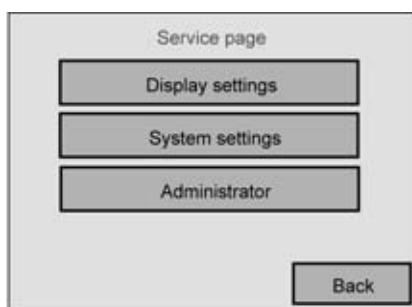 Service page
Display settings
System settings
Administrator
Back